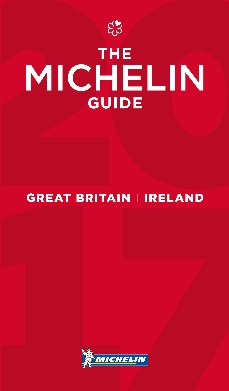 THE
MICHELIN
GUIDE
20
GREAT BRITAIN | IRELAND
17
MICHELIN